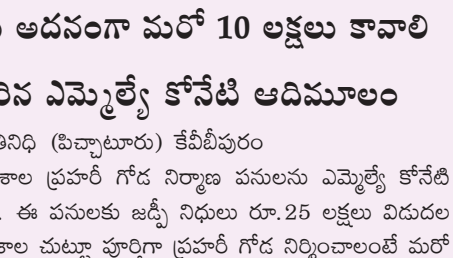 అదనంగా మరో 10 లక్షలు కావాలి
రిన ఎమ్మెల్యే కోనేటి ఆదిమూలం
తినిధి (పిచ్చాటూరు) కేవీబీపురం
శాల ప్రహరీ గోడ నిర్మాణ పనులను ఎమ్మెల్యే కోనేటి
. ఈ పనులకు జడ్పీ నిధులు రూ.25 లక్షలు విడుదల
శాల చుట్టూ పూర్తిగా ప్రహరీ గోడ నిర్మించాలంటే మరో